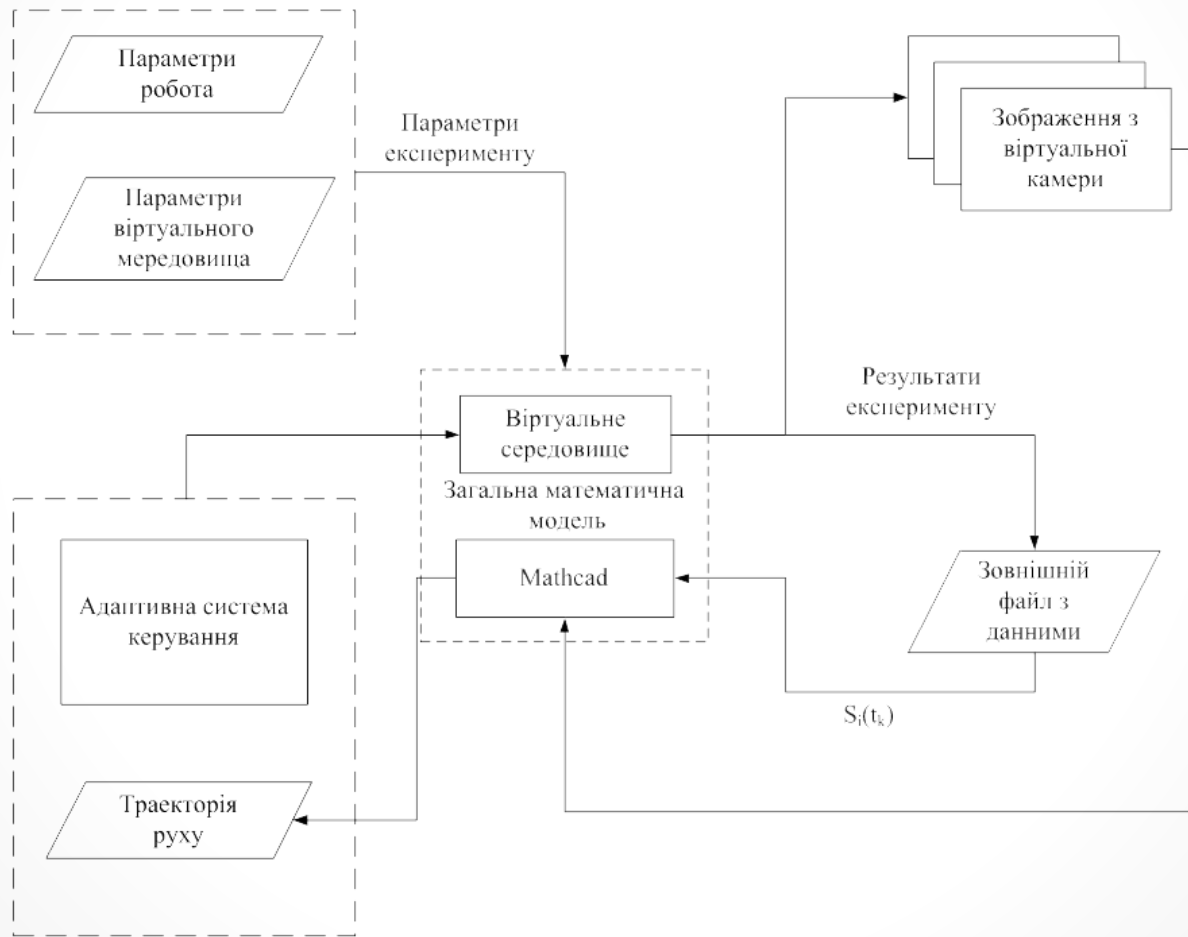 Параметри
робота
Параметри
віртуального
мередовища
Параметри
експерименту
Зображення з
віртуальної
камери
Віртуальне
середовище
Загальна математична
модель
Mathcad
Результати
експерименту
Зовнішній
файл з
данними
Sᵢ(tₖ)
Адаптивна система
керування
Траекторія
руху